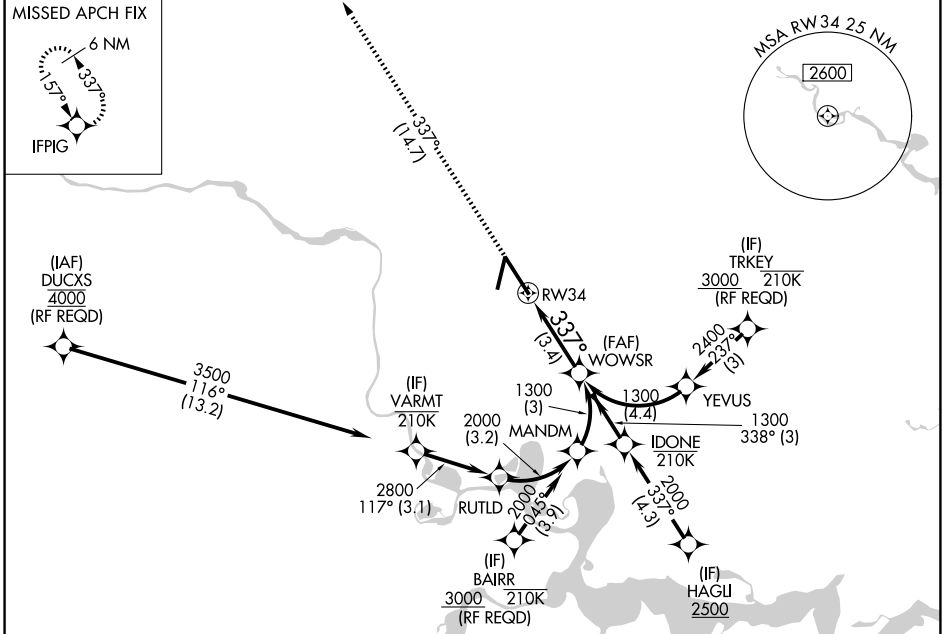 MISSED APCH FIX
6 NM
337°
157°
IFPIG
337°
(14.7)
MSA RW34 25 NM
2600
(IAF)
DUCXS
4000
(RF REQD)
3500
116°
(13.2)
(IF)
VARMT
210K
2800
117° (3.1)
RUTLD
2000
(3.2)
MANDM
1300
(3)
2000
045°
(3.9)
(IF)
BAIRR
3000 210K
(RF REQD)
RW34
337°
(3.4)
(FAF)
WOWSR
1300
(4.4)
YEVUS
(IF)
TRKEY
3000 210K
(RF REQD)
2400
237°
(3)
1300
338° (3)
IDONE
210K
2000
337°
(4.3)
(IF)
HAGLI
2500